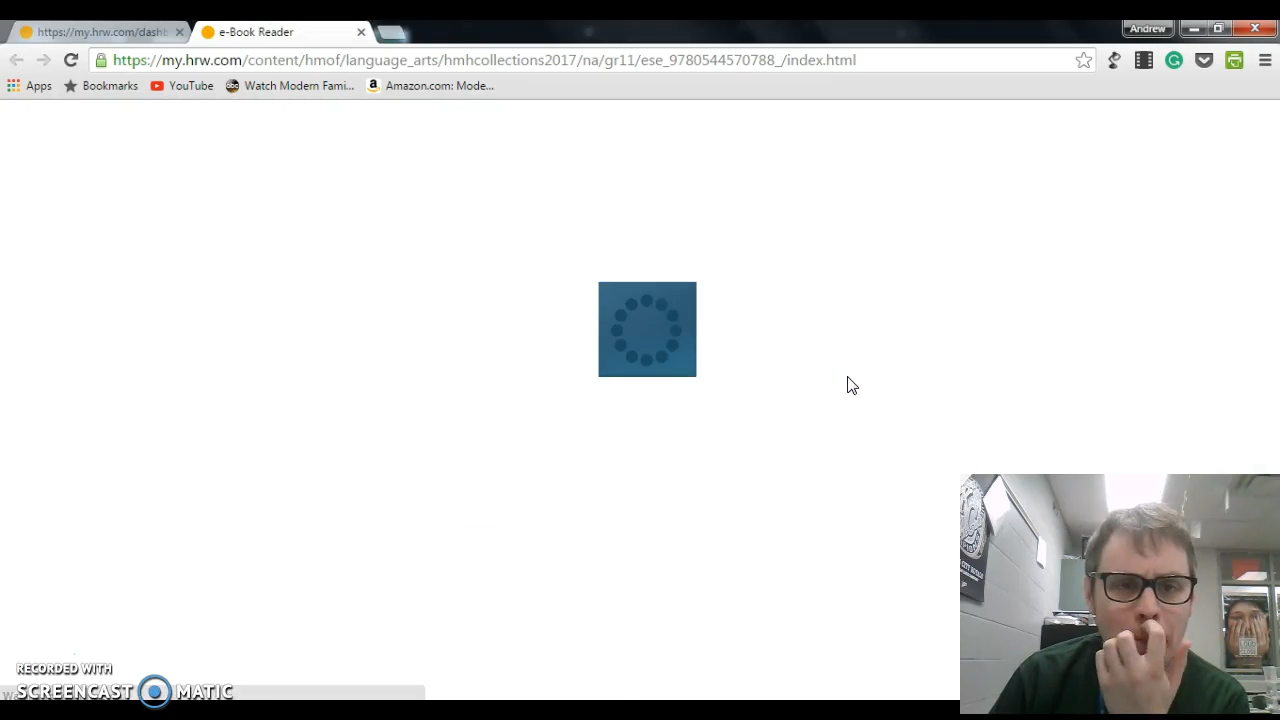 https://my.hrw.com/dashb
e-Book Reader
Andrew
https://my.hrw.com/content/hmof/language_arts/hmhcollections2017/na/gr11/ese_9780544570788_/index.html
Apps
Bookmarks
YouTube
abc
Watch Modern Fami...
a
Amazon.com: Mode...
RECORDED WITH
SCREENCAST MATIC